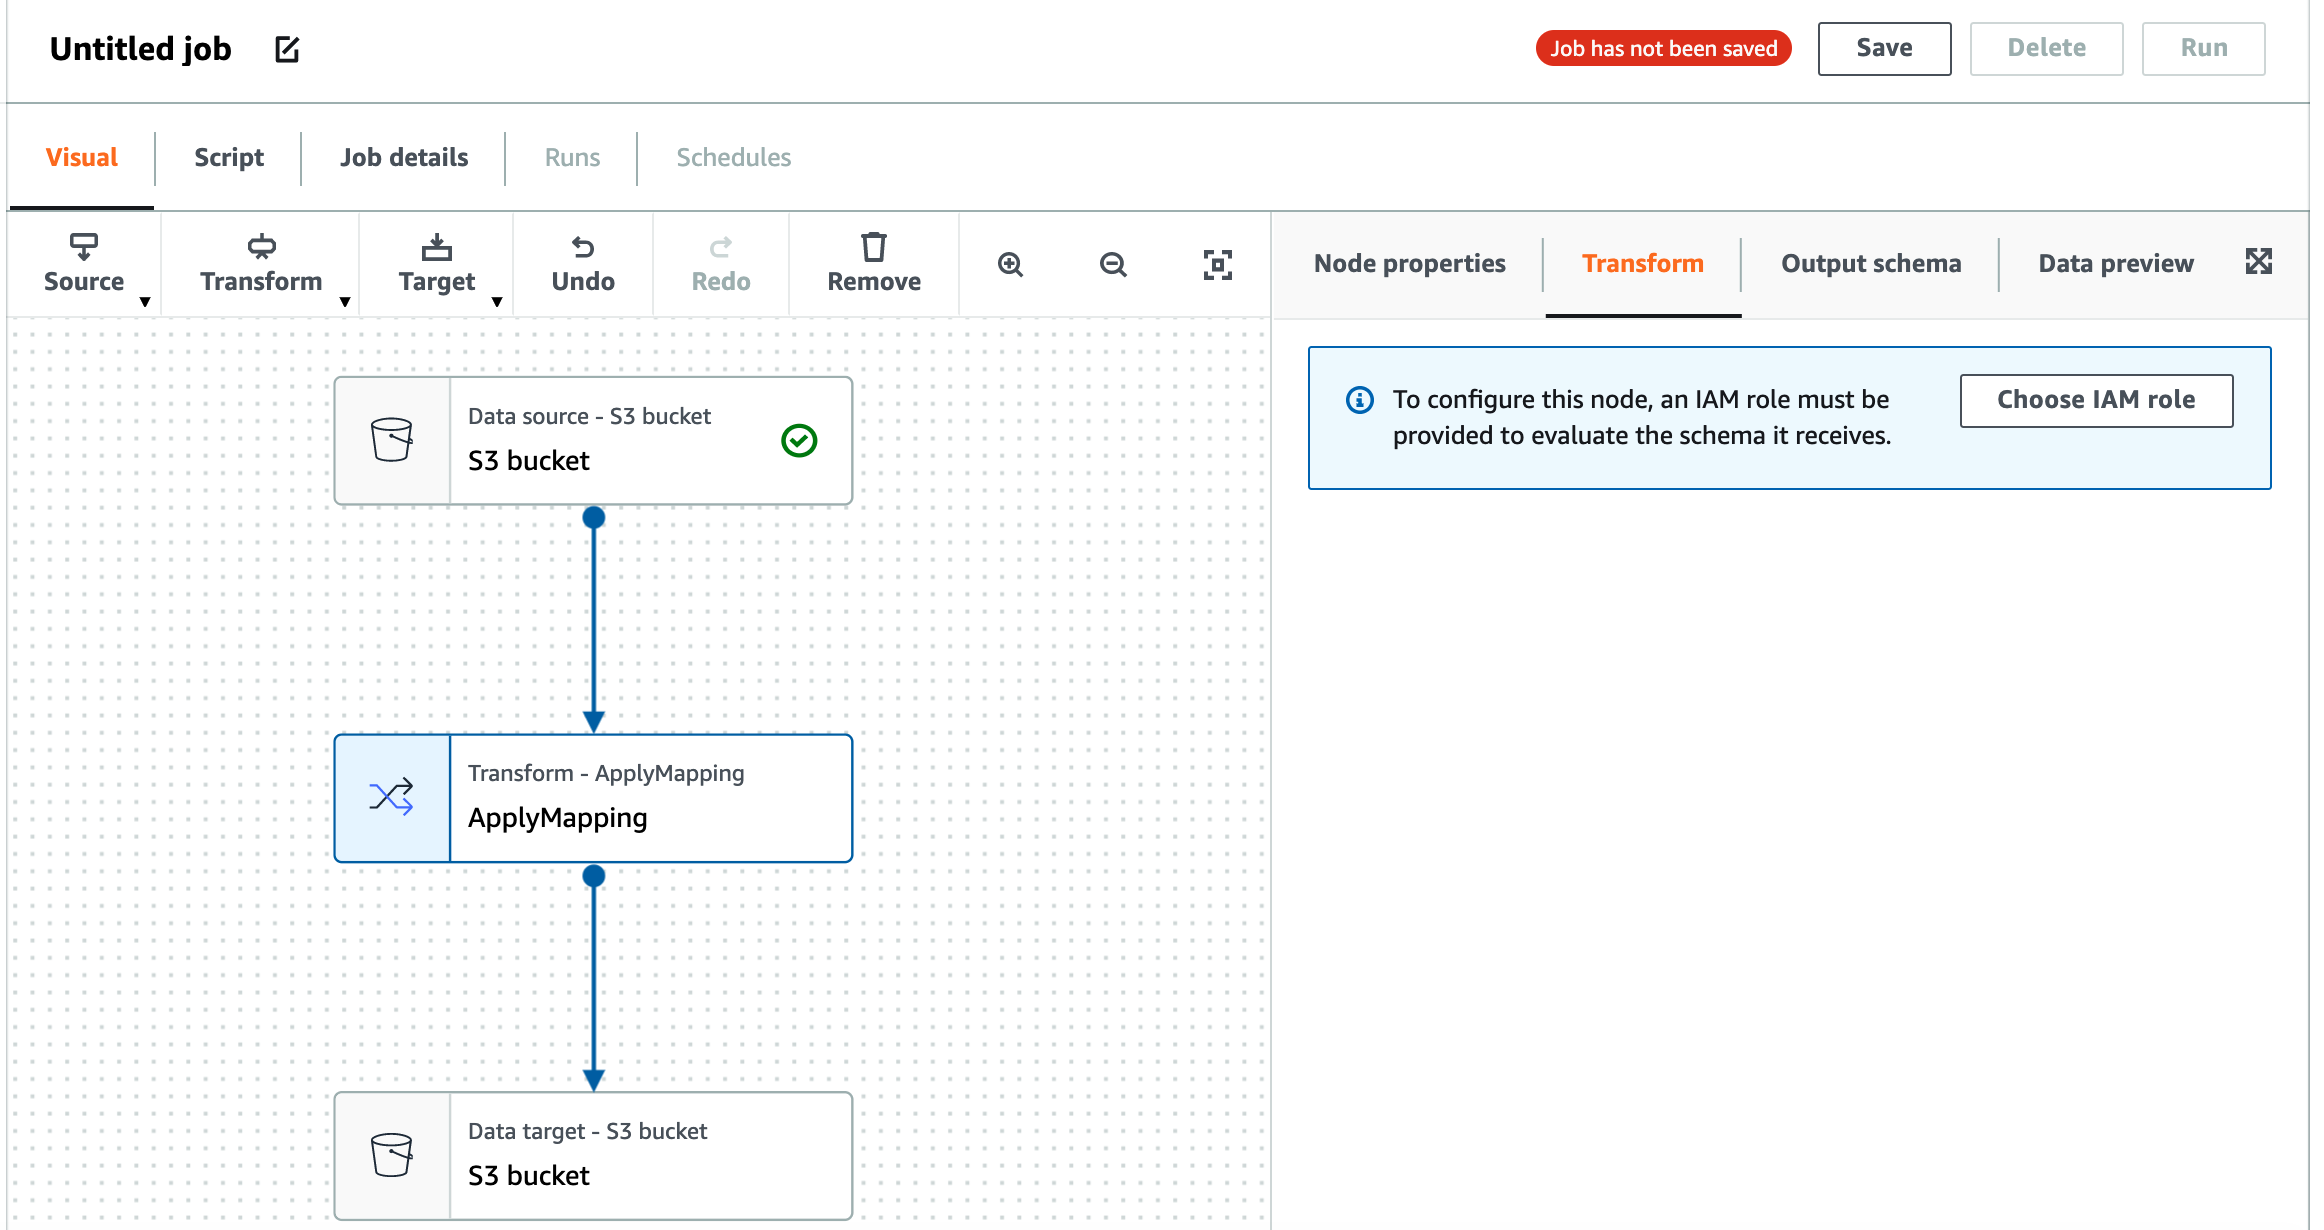 Untitled job
Job has not been saved
Save
Delete
Run
Visual
Script
Job details
Runs
Schedules
Source
Transform
Target
Undo
Redo
Remove
Node properties
Transform
Output schema
Data preview
To configure this node, an IAM role must be
provided to evaluate the schema it receives.
Choose IAM role
Data source - S3 bucket
S3 bucket
Transform - ApplyMapping
ApplyMapping
Data target - S3 bucket
S3 bucket